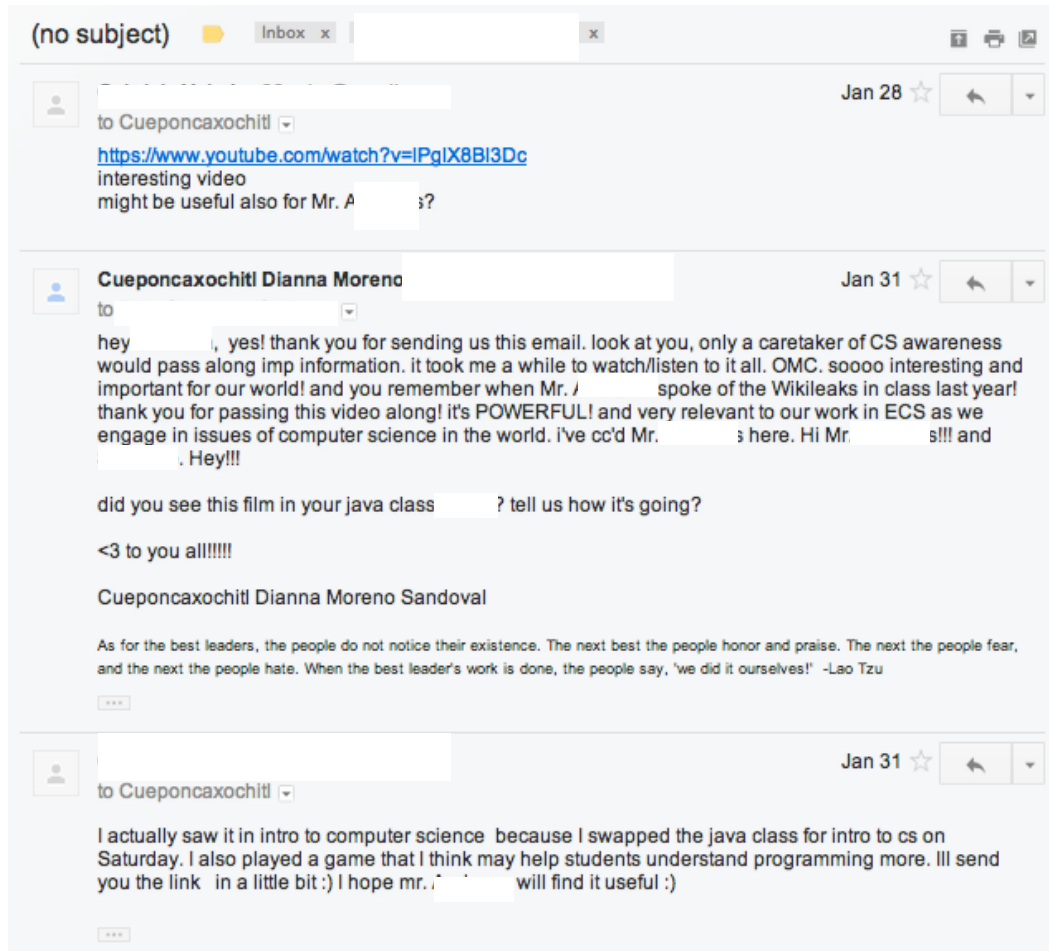 (no subject)
Inbox x
x
Jan 28
to Cueponcaxochitl
https://www.youtube.com/watch?v=lPglX8Bl3Dc
interesting video
might be useful also for Mr. A s?
Cueponcaxochitl Dianna Moreno
Jan 31
to
hey , yes! thank you for sending us this email. look at you, only a caretaker of CS awareness
would pass along imp information. it took me a while to watch/listen to it all. OMC. soooo interesting and
important for our world! and you remember when Mr. spoke of the Wikileaks in class last year!
thank you for passing this video along! it's POWERFUL! and very relevant to our work in ECS as we
engage in issues of computer science in the world. i've cc'd Mr. s here. Hi Mr. s!!! and
. Hey!!!
did you see this film in your java class ? tell us how it's going?
<3 to you all!!!!!
Cueponcaxochitl Dianna Moreno Sandoval
As for the best leaders, the people do not notice their existence. The next best the people honor and praise. The next the people fear,
and the next the people hate. When the best leader's work is done, the people say, 'we did it ourselves!' -Lao Tzu
Jan 31
to Cueponcaxochitl
I actually saw it in intro to computer science because I swapped the java class for intro to cs on
Saturday. I also played a game that I think may help students understand programming more. Ill send
you the link in a little bit :) I hope mr. will find it useful :)